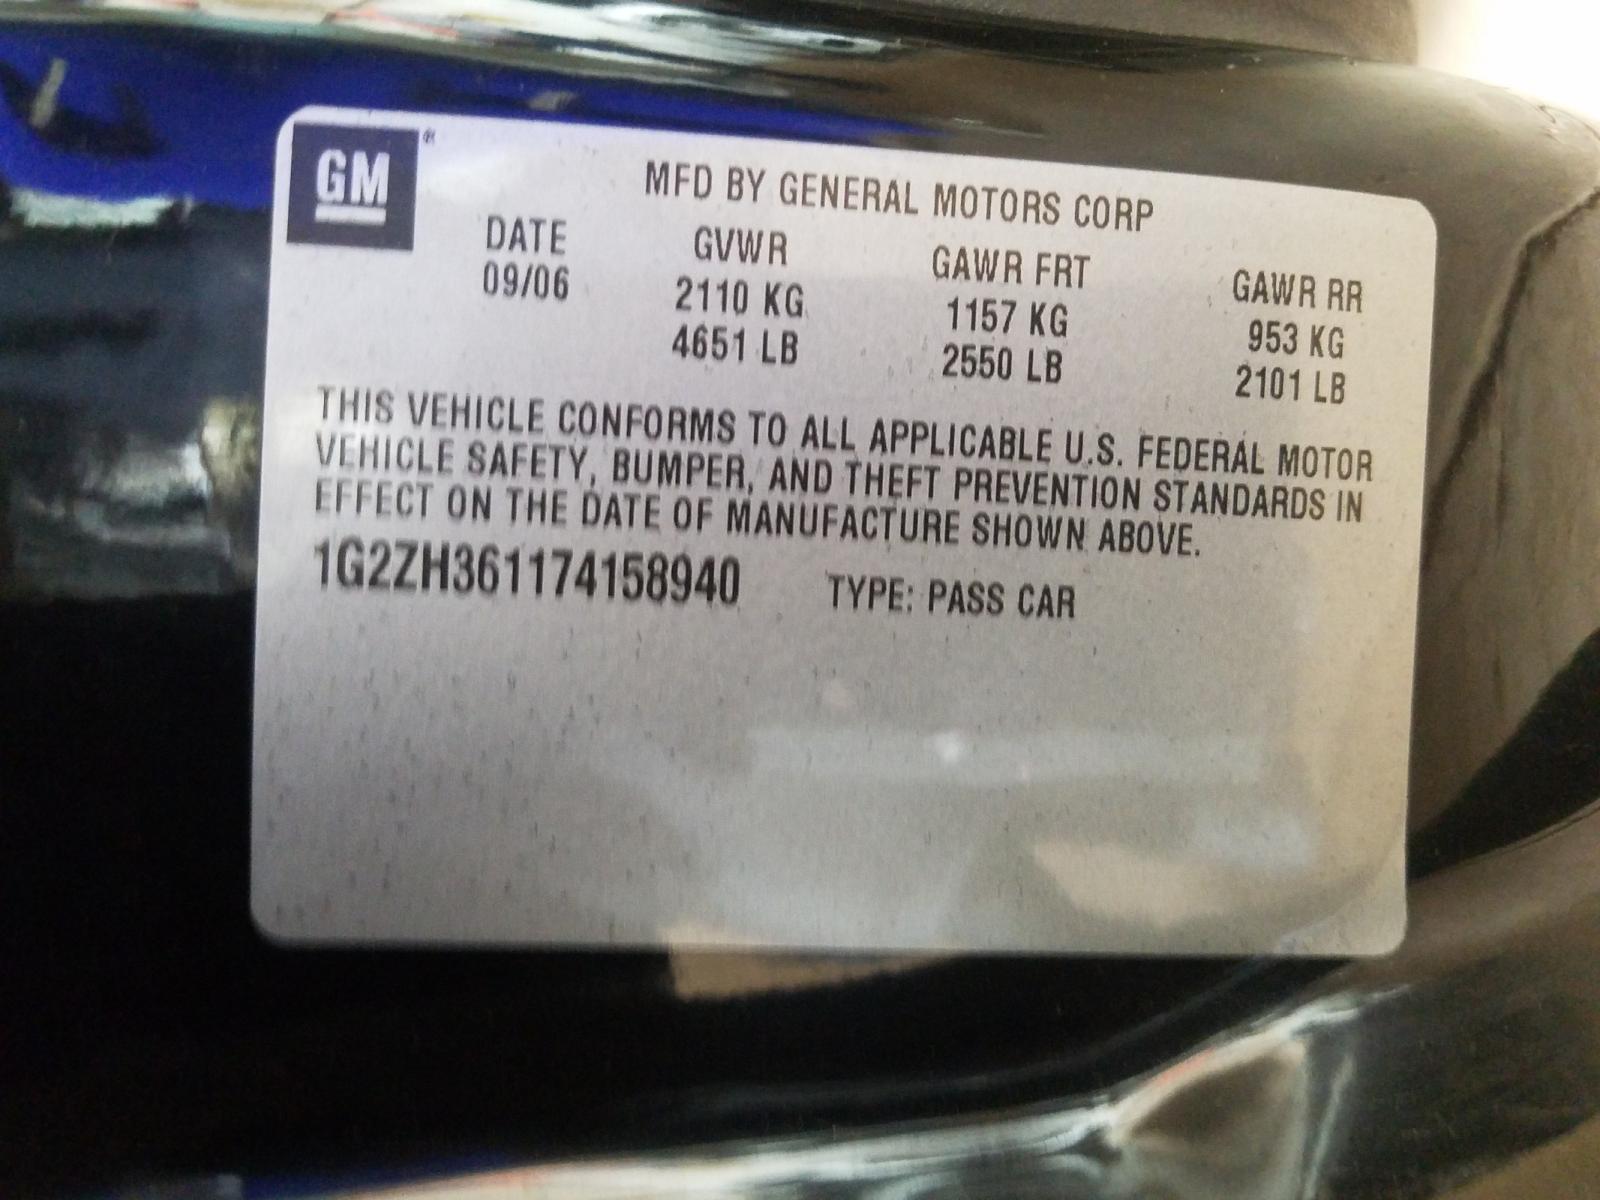 GM®
MFD BY GENERAL MOTORS CORP
DATE GVWR GAWR FRT GAWR RR
09/06 2110 KG 1157 KG 953 KG
4651 LB 2550 LB 2101 LB
THIS VEHICLE CONFORMS TO ALL APPLICABLE U.S. FEDERAL MOTOR
VEHICLE SAFETY, BUMPER, AND THEFT PREVENTION STANDARDS IN
EFFECT ON THE DATE OF MANUFACTURE SHOWN ABOVE.
1G2ZH361174158940 TYPE: PASS CAR